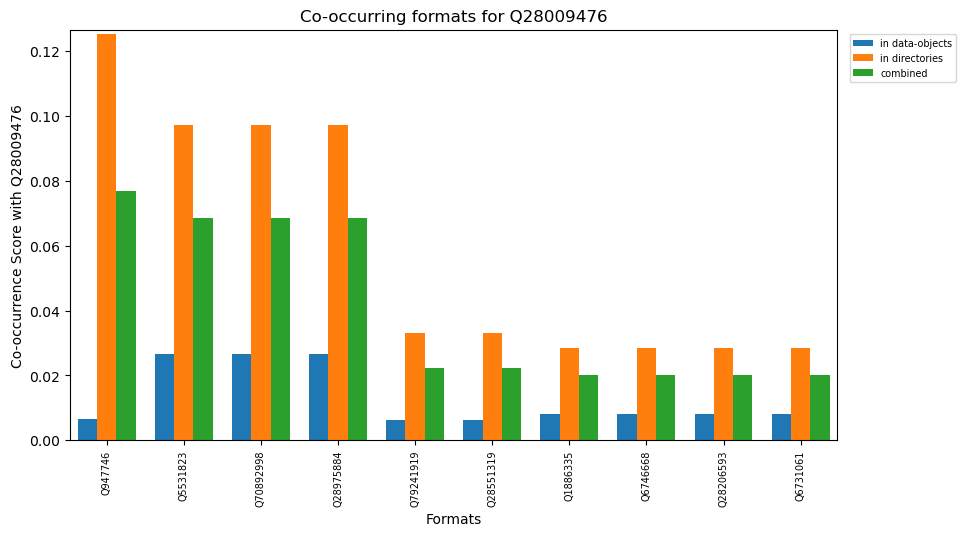 Co-occurring formats for Q28009476
in data-objects
in directories
combined
Co-occurrence Score with Q28009476
0.12
0.10
0.08
0.06
0.04
0.02
0.00
Q947746
Q5531823
Q70892998
Q28975884
Q79241919
Q28551319
Q1886335
Q6746668
Q28206593
Q6731061
Formats